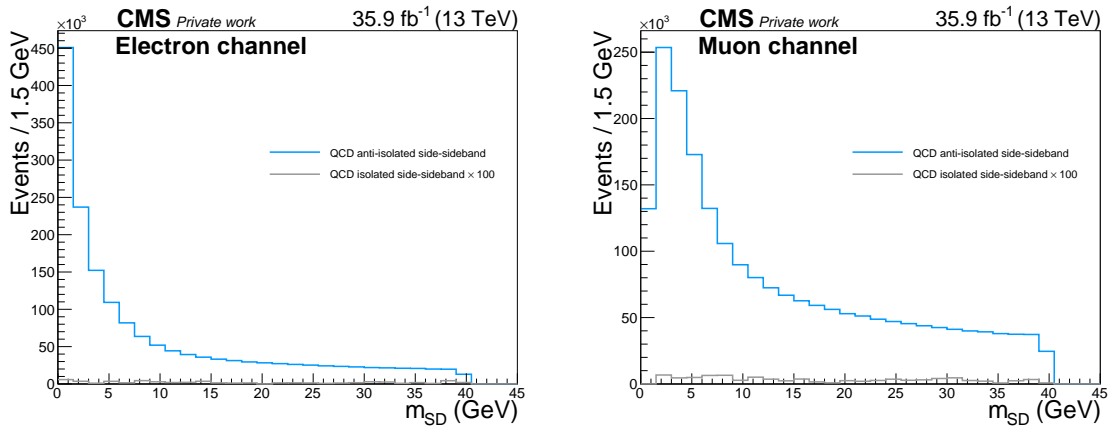 CMS Private work 35.9 fb⁻¹ (13 TeV)
×10³
Electron channel
Events / 1.5 GeV
450
400
350
300
250
200
150
100
50
0
QCD anti-isolated side-sideband
QCD isolated side-sideband × 100
0 5 10 15 20 25 30 35 40 45
m_SD (GeV)
CMS Private work 35.9 fb⁻¹ (13 TeV)
×10³
Muon channel
Events / 1.5 GeV
250
200
150
100
50
0
QCD anti-isolated side-sideband
QCD isolated side-sideband × 100
0 5 10 15 20 25 30 35 40 45
m_SD (GeV)